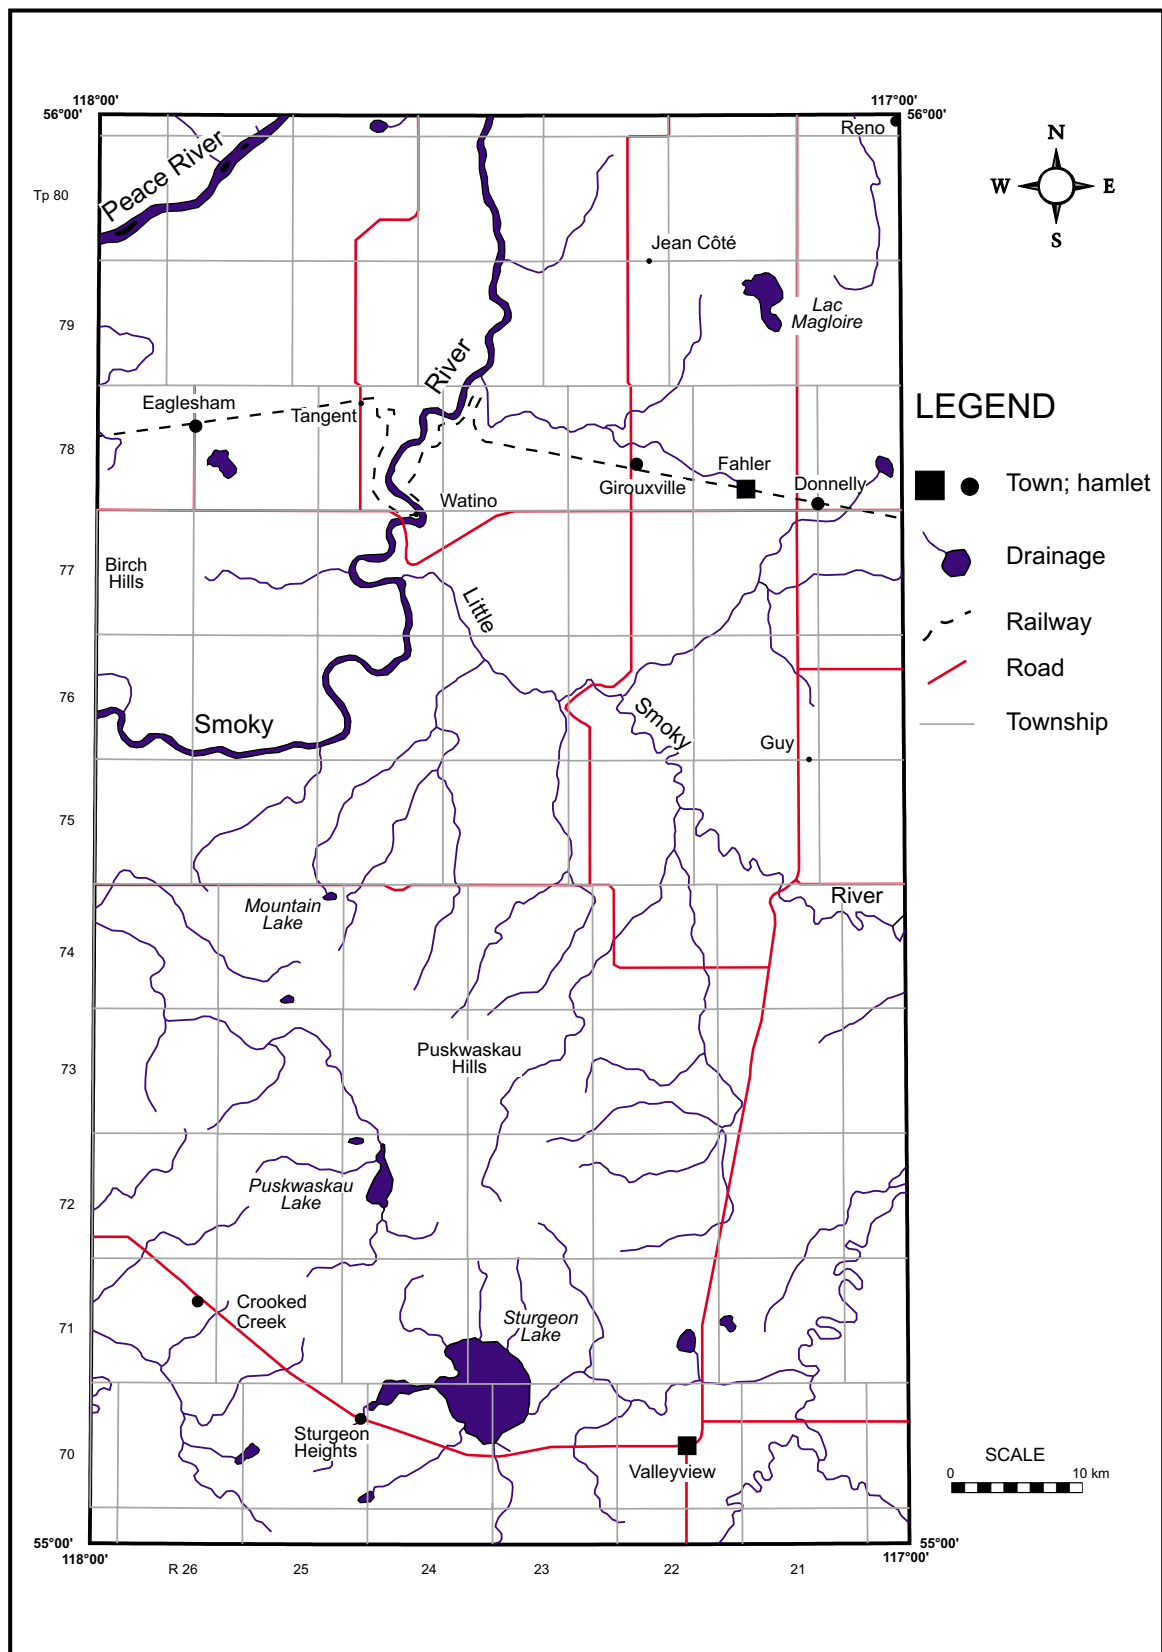 118°00'
117°00'
56°00'
56°00'
Reno
N
W
E
S
Peace River
Tp 80
Jean Côté
Lac
Magloire
79
River
Eaglesham
Tangent
LEGEND
78
Fahler
Girouxville
Donnelly
Town; hamlet
Watino
Drainage
Birch
Hills
77
Little
Railway
Road
76
Smoky
Smoky
Township
Guy
75
Mountain
Lake
River
74
Puskwaskau
Hills
73
Puskwaskau
Lake
72
Crooked
Creek
Sturgeon
Lake
71
Sturgeon
Heights
70
Valleyview
SCALE
0
10 km
55°00'
55°00'
118°00'
117°00'
R 26
25
24
23
22
21